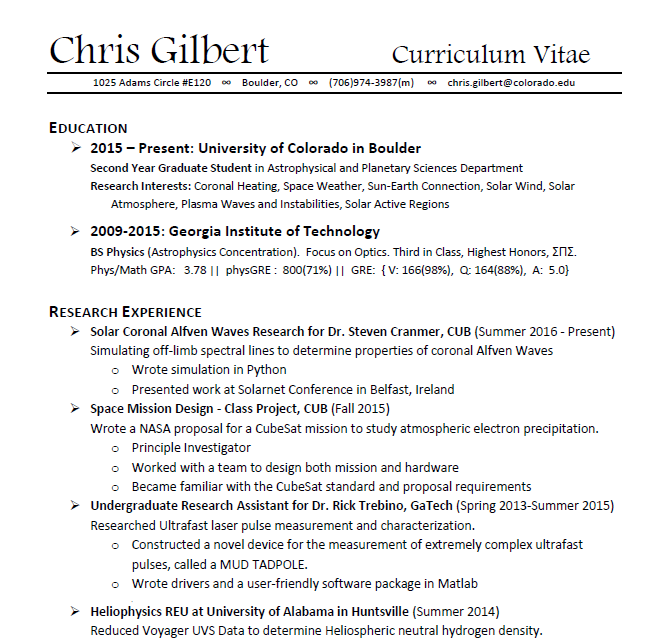 Chris Gilbert Curriculum Vitae
1025 Adams Circle #E120 ∞ Boulder, CO ∞ (706)974-3987(m) ∞ chris.gilbert@colorado.edu
EDUCATION
➢ 2015 – Present: University of Colorado in Boulder
Second Year Graduate Student in Astrophysical and Planetary Sciences Department
Research Interests: Coronal Heating, Space Weather, Sun-Earth Connection, Solar Wind, Solar
Atmosphere, Plasma Waves and Instabilities, Solar Active Regions
➢ 2009-2015: Georgia Institute of Technology
BS Physics (Astrophysics Concentration). Focus on Optics. Third in Class, Highest Honors, ΣΠΣ.
Phys/Math GPA: 3.78 || physGRE : 800(71%) || GRE: { V: 166(98%), Q: 164(88%), A: 5.0}
RESEARCH EXPERIENCE
➢ Solar Coronal Alfven Waves Research for Dr. Steven Cranmer, CUB (Summer 2016 - Present)
Simulating off-limb spectral lines to determine properties of coronal Alfven Waves
o Wrote simulation in Python
o Presented work at Solarnet Conference in Belfast, Ireland
➢ Space Mission Design - Class Project, CUB (Fall 2015)
Wrote a NASA proposal for a CubeSat mission to study atmospheric electron precipitation.
o Principle Investigator
o Worked with a team to design both mission and hardware
o Became familiar with the CubeSat standard and proposal requirements
➢ Undergraduate Research Assistant for Dr. Rick Trebino, GaTech (Spring 2013-Summer 2015)
Researched Ultrafast laser pulse measurement and characterization.
o Constructed a novel device for the measurement of extremely complex ultrafast
pulses, called a MUD TADPOLE.
o Wrote drivers and a user-friendly software package in Matlab
➢ Heliophysics REU at University of Alabama in Huntsville (Summer 2014)
Reduced Voyager UVS Data to determine Heliospheric neutral hydrogen density.